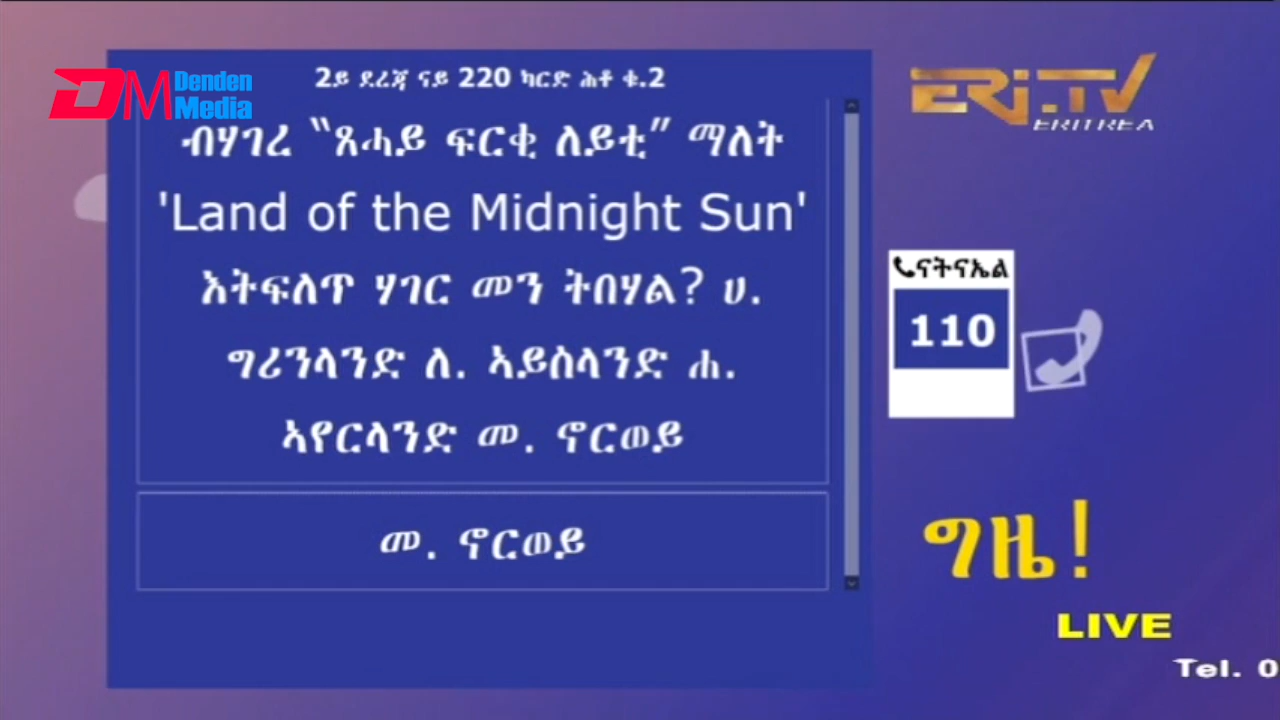 2ይ ደረጃ ናይ 220 ካርድ ሕቶ ቁ.2
DM Denden Media
ERi-TV
ERITREA
ብሃገረ “ጸሓይ ፍርቂ ለይቲ” ማለት
'Land of the Midnight Sun'
እትፍለጥ ሃገር መን ትበሃል? ሀ.
ግሪንላንድ ለ. ኣይስላንድ ሐ.
ኣየርላንድ መ. ኖርወይ
ናትናኤል
110
መ. ኖርወይ
ግዜ!
LIVE
Tel. 0